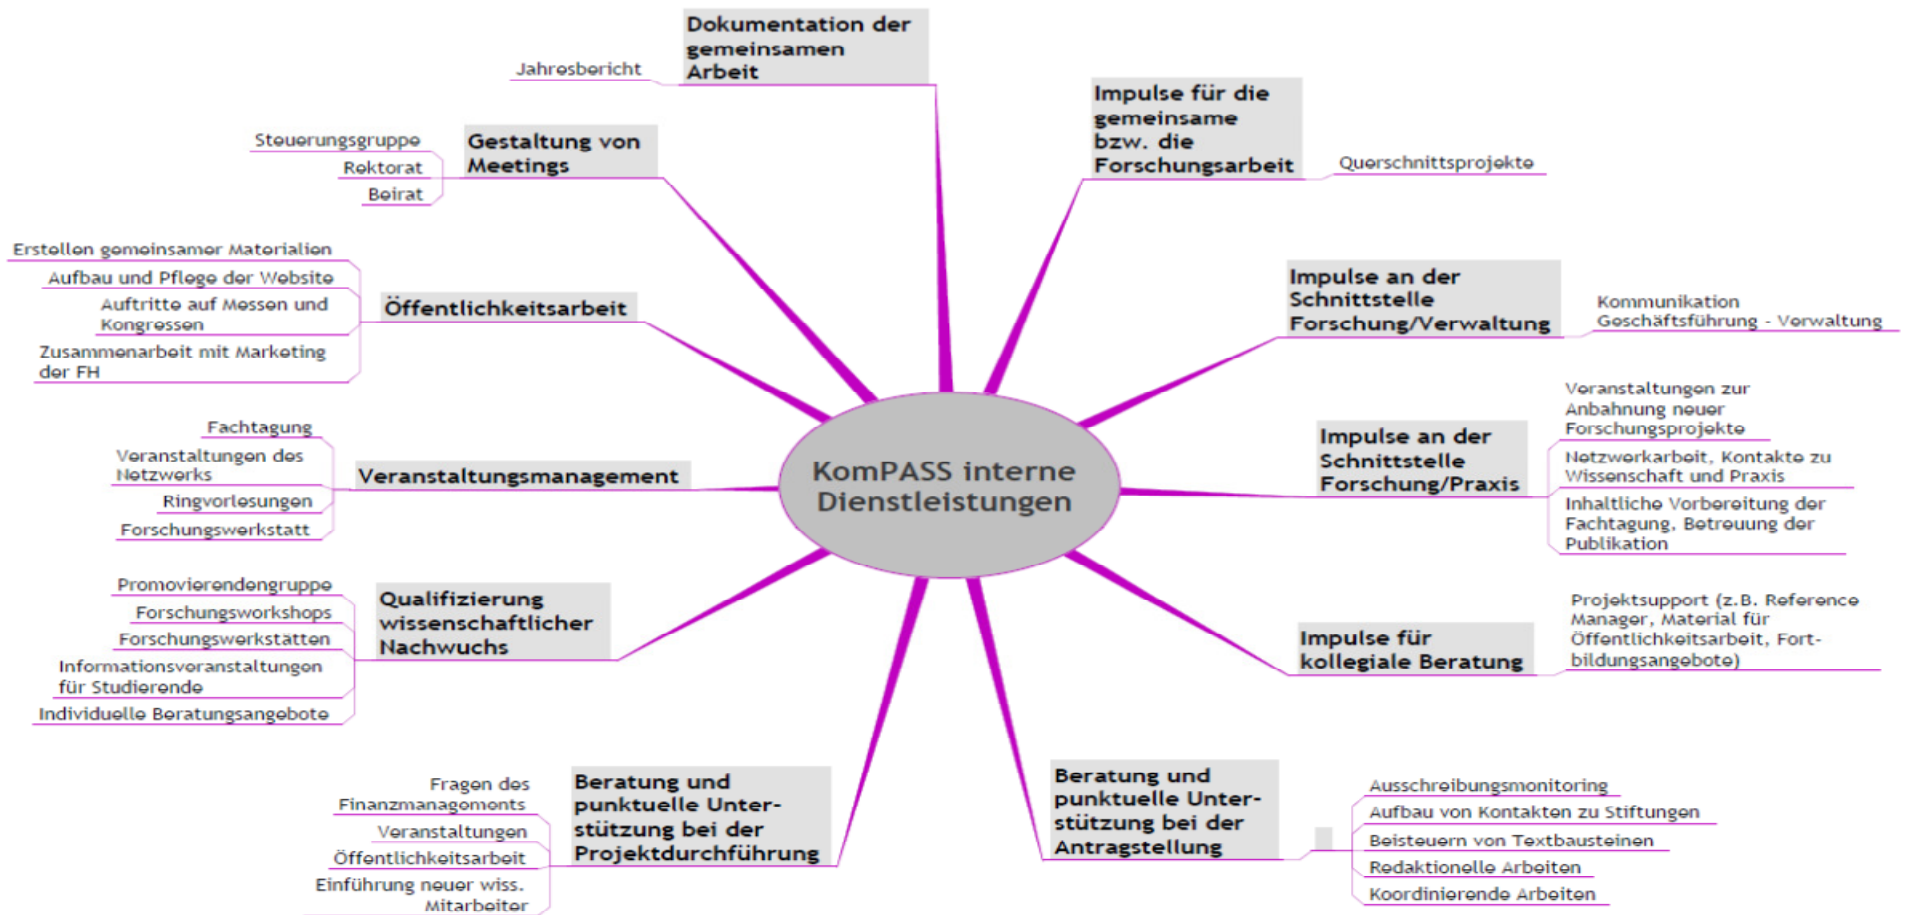 KomPASS interne
Dienstleistungen
Dokumentation der
gemeinsamen
Arbeit
Jahresbericht
Gestaltung von
Meetings
Steuerungsgruppe
Rektorat
Beirat
Öffentlichkeitsarbeit
Erstellen gemeinsamer Materialien
Aufbau und Pflege der Website
Auftritte auf Messen und
Kongressen
Zusammenarbeit mit Marketing
der FH
Veranstaltungsmanagement
Fachtagung
Veranstaltungen des
Netzwerks
Ringvorlesungen
Forschungswerkstatt
Qualifizierung
wissenschaftlicher
Nachwuchs
Promovierendengruppe
Forschungsworkshops
Forschungswerkstätten
Informationsveranstaltungen
für Studierende
Individuelle Beratungsangebote
Beratung und
punktuelle Unter-
stützung bei der
Projektdurchführung
Fragen des
Finanzmanagements
Veranstaltungen
Öffentlichkeitsarbeit
Einführung neuer wiss.
Mitarbeiter
Impulse für die
gemeinsame
bzw. die
Forschungsarbeit
Querschnittsprojekte
Impulse an der
Schnittstelle
Forschung/Verwaltung
Kommunikation
Geschäftsführung - Verwaltung
Impulse an der
Schnittstelle
Forschung/Praxis
Veranstaltungen zur
Anbahnung neuer
Forschungsprojekte
Netzwerkarbeit, Kontakte zu
Wissenschaft und Praxis
Inhaltliche Vorbereitung der
Fachtagung, Betreuung der
Publikation
Impulse für
kollegiale Beratung
Projektsupport (z.B. Reference
Manager, Material für
Öffentlichkeitsarbeit, Fort-
bildungsangebote)
Beratung und
punktuelle Unter-
stützung bei der
Antragstellung
Ausschreibungsmonitoring
Aufbau von Kontakten zu Stiftungen
Beisteuern von Textbausteinen
Redaktionelle Arbeiten
Koordinierende Arbeiten